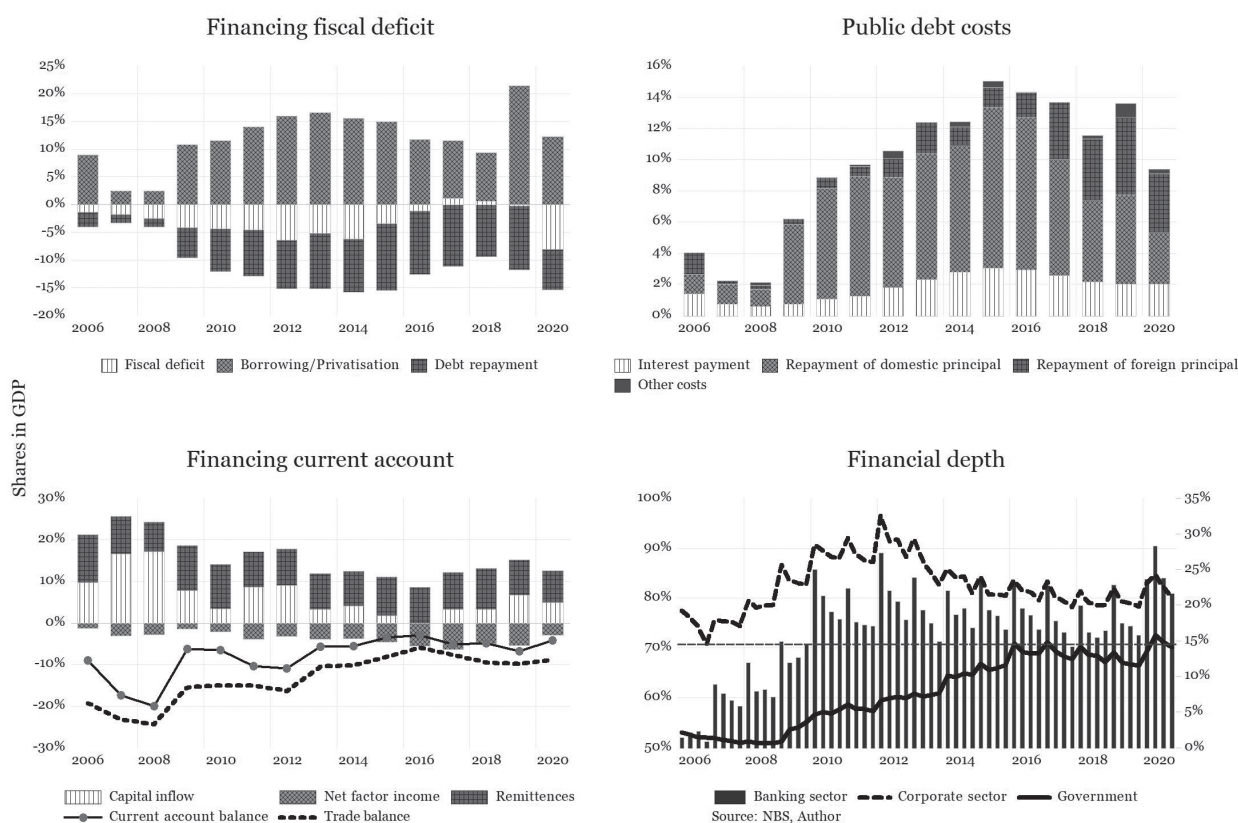 Financing fiscal deficit
25%
20%
15%
10%
5%
0%
-5%
-10%
-15%
-20%
2006 2008 2010 2012 2014 2016 2018 2020
Fiscal deficit Borrowing/Privatisation Debt repayment
Public debt costs
16%
14%
12%
10%
8%
6%
4%
2%
0%
2006 2008 2010 2012 2014 2016 2018 2020
Interest payment Repayment of domestic principal Repayment of foreign principal
Other costs
Shares in GDP
Financing current account
30%
20%
10%
0%
-10%
-20%
-30%
2006 2008 2010 2012 2014 2016 2018 2020
Capital inflow Net factor income Remittences
Current account balance Trade balance
Financial depth
100%
90%
80%
70%
60%
50%
35%
30%
25%
20%
15%
10%
5%
0%
2006 2008 2010 2012 2014 2016 2018 2020
Banking sector Corporate sector Government
Source: NBS, Author